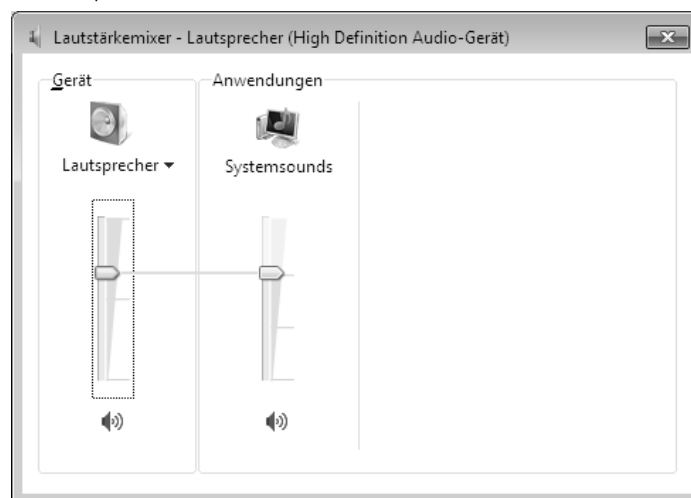 Lautstärkemixer - Lautsprecher (High Definition Audio-Gerät)
Gerät
Anwendungen
Lautsprecher
Systemsounds